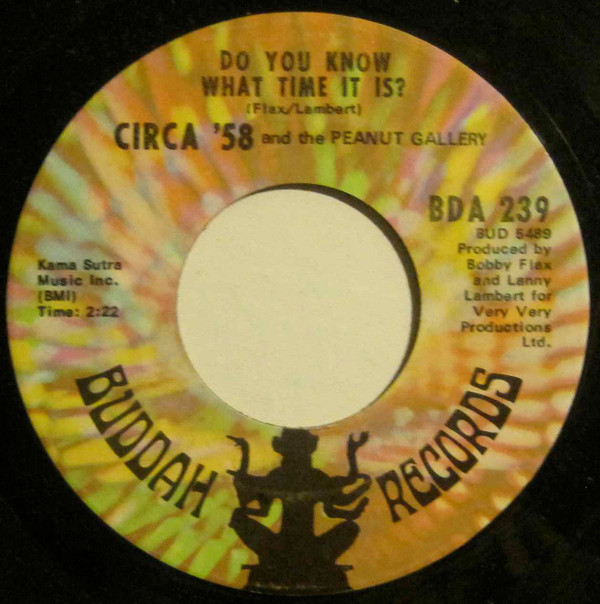 DO YOU KNOW
WHAT TIME IT IS?
(Flax/Lambert)
CIRCA '58 and the PEANUT GALLERY
BDA 239
BUD 5489
Produced by
Bobby Flax
and Lanny
Lambert for
Very Very
Productions
Ltd.
Kama Sutra
Music Inc.
(BMI)
Time: 2:22
BUDDAH RECORDS